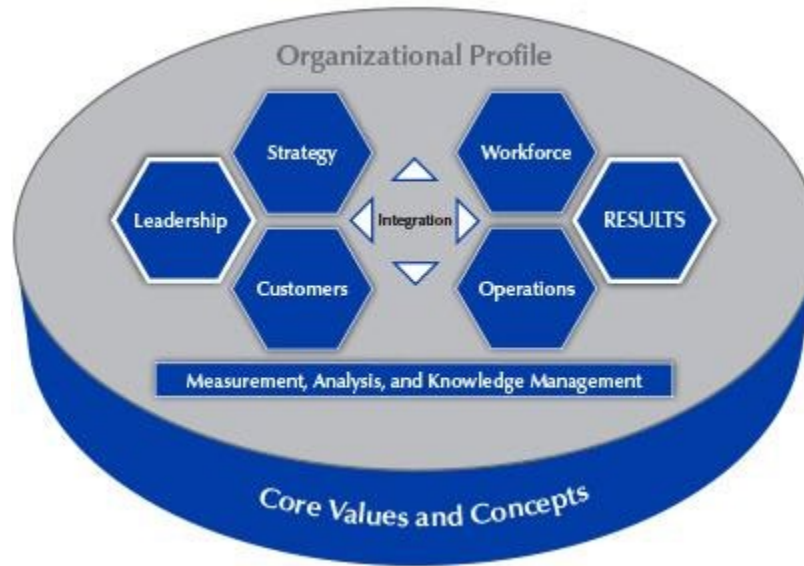 Organizational Profile
Strategy
Workforce
Leadership
Integration
RESULTS
Customers
Operations
Measurement, Analysis, and Knowledge Management
Core Values and Concepts